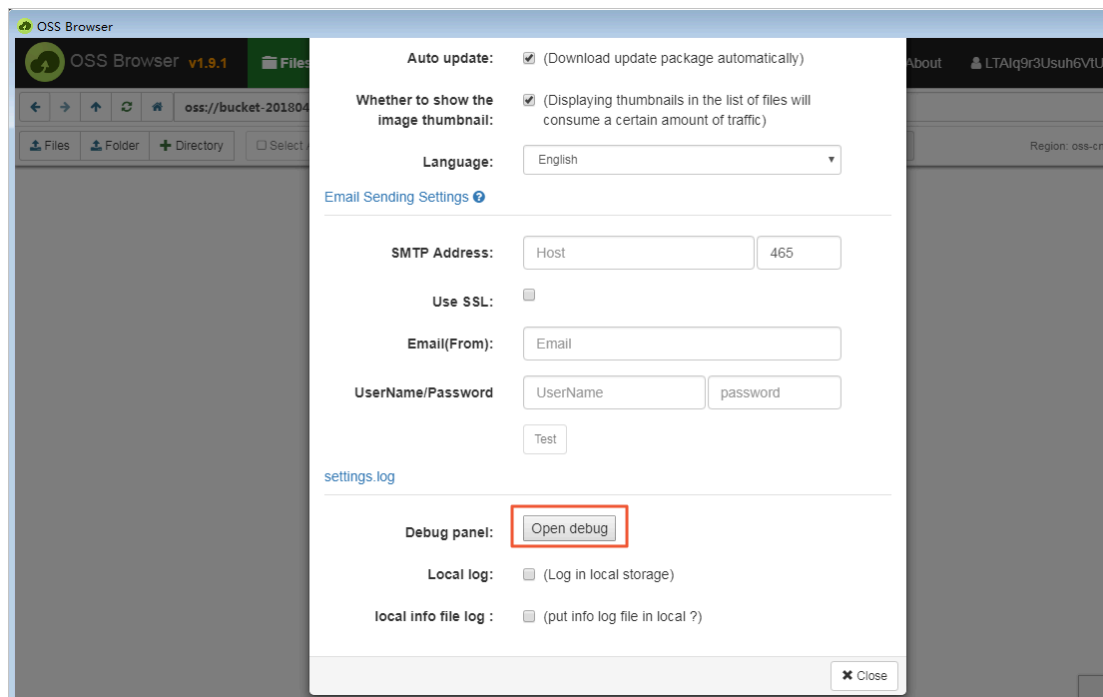 OSS Browser
OSS Browser v1.9.1 Files About LTAIq9r3Usuh6VtU
oss://bucket-201804
Files Folder Directory Select Region: oss-cn
Auto update: (Download update package automatically)
Whether to show the image thumbnail: (Displaying thumbnails in the list of files will
consume a certain amount of traffic)
Language: English
Email Sending Settings
SMTP Address: Host 465
Use SSL:
Email(From): Email
UserName/Password UserName password
Test
settings.log
Debug panel: Open debug
Local log: (Log in local storage)
local info file log : (put info log file in local ?)
Close